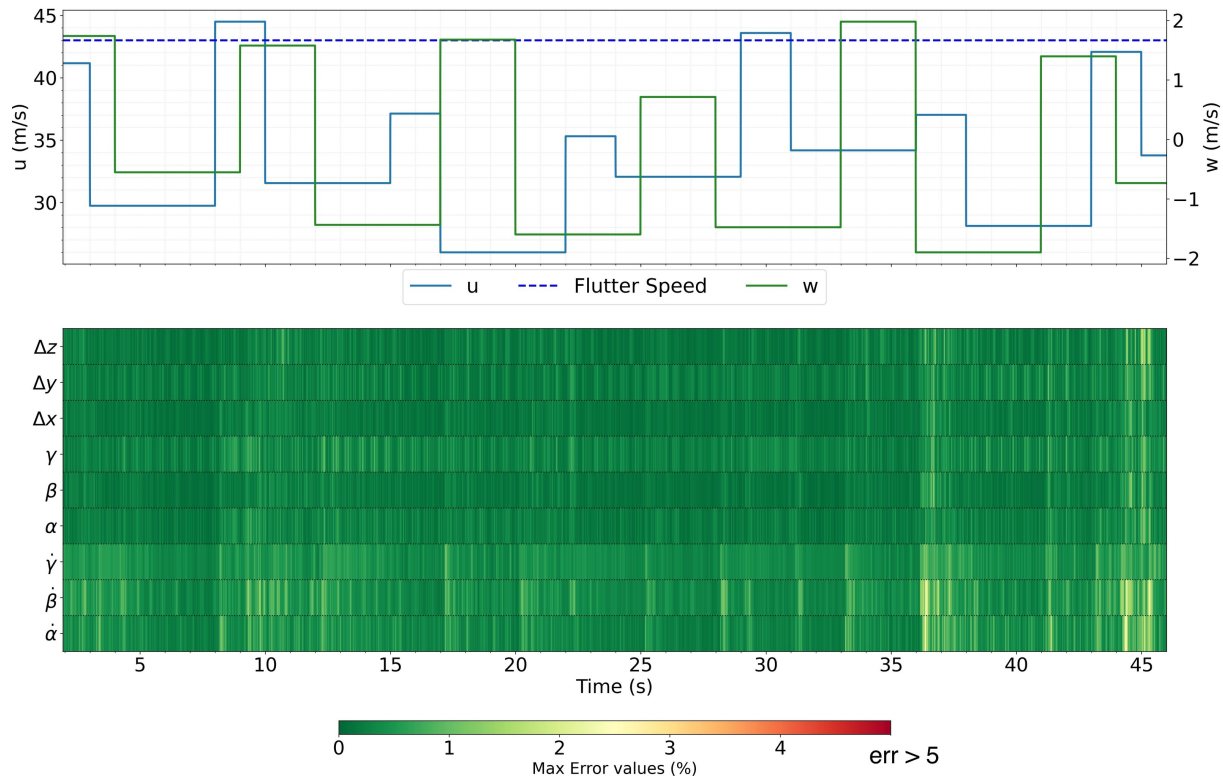 45
40
35
30
u (m/s)
2
1
0
−1
−2
w (m/s)
u Flutter Speed w
Δz
Δy
Δx
γ
β
α
γ̇
β̇
α̇
5 10 15 20 25 30 35 40 45
Time (s)
0 1 2 3 4 err > 5
Max Error values (%)